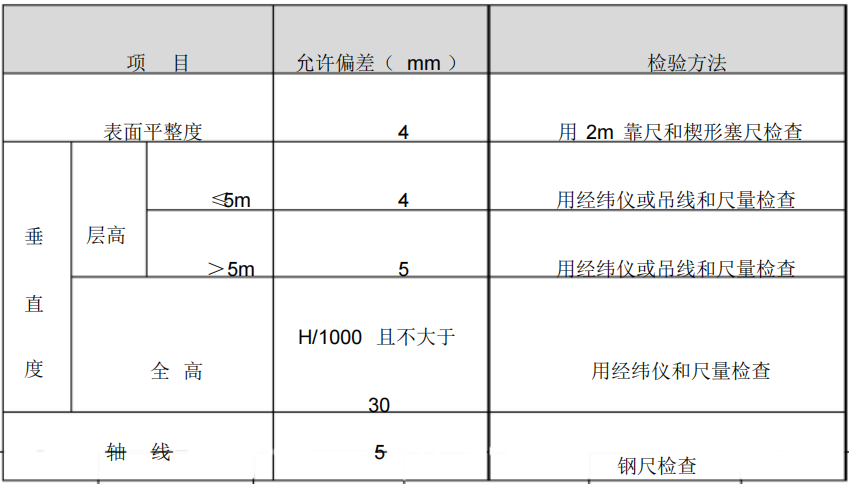 项 目 允许偏差（ mm ） 检验方法
表面平整度 4 用 2m 靠尺和楔形塞尺检查
≤5m 4 用经纬仪或吊线和尺量检查
垂 层高
＞5m 5 用经纬仪或吊线和尺量检查
直
H/1000 且不大于
度 全 高 用经纬仪和尺量检查
30
轴 线 5
钢尺检查